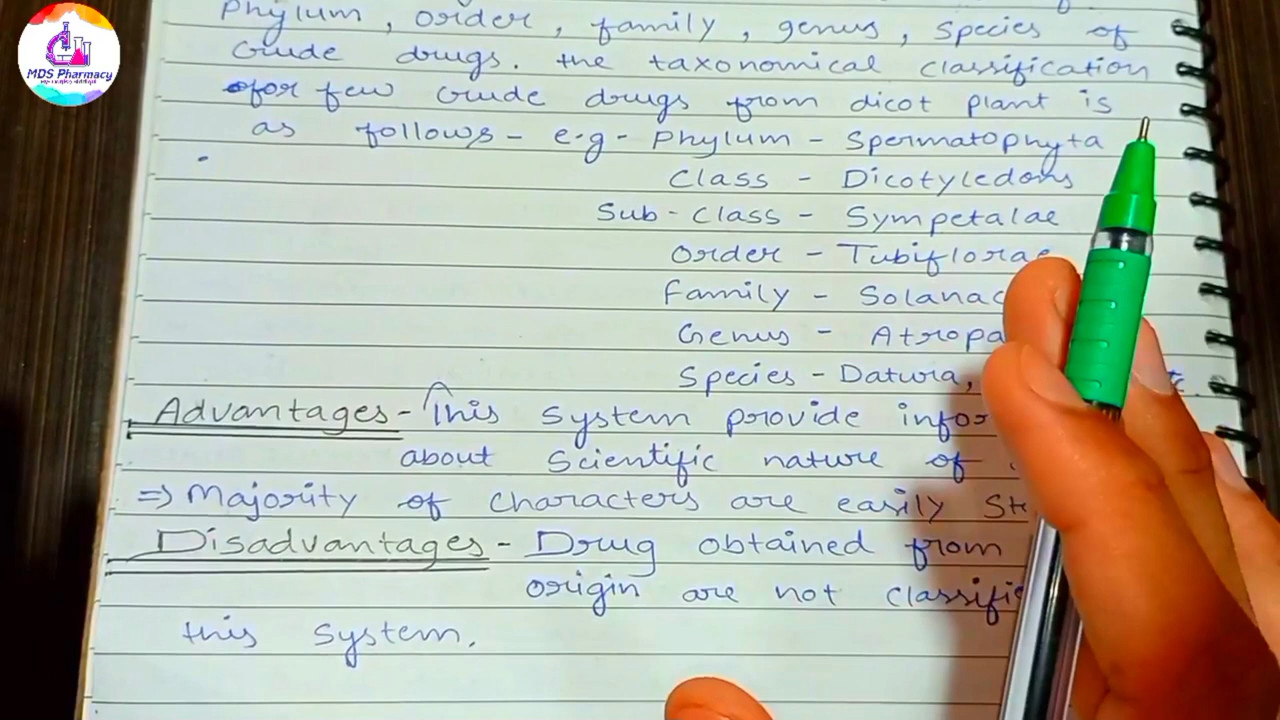 MDS Pharmacy
Phylum, order, family, genus, species of
crude drugs. the taxonomical classification
for few crude drugs from dicot plant is
as follows - e.g - Phylum - Spermatophyta
Class - Dicotyledons
Sub-Class - Sympetalae
Order - Tubiflorae
Family - Solanac
Genus - Atropa
Species - Datura,
Advantages - This system provide infor
about scientific nature of
⇒ Majority of characters are easily St
Disadvantages - Drug obtained from
origin are not classifi
this system.